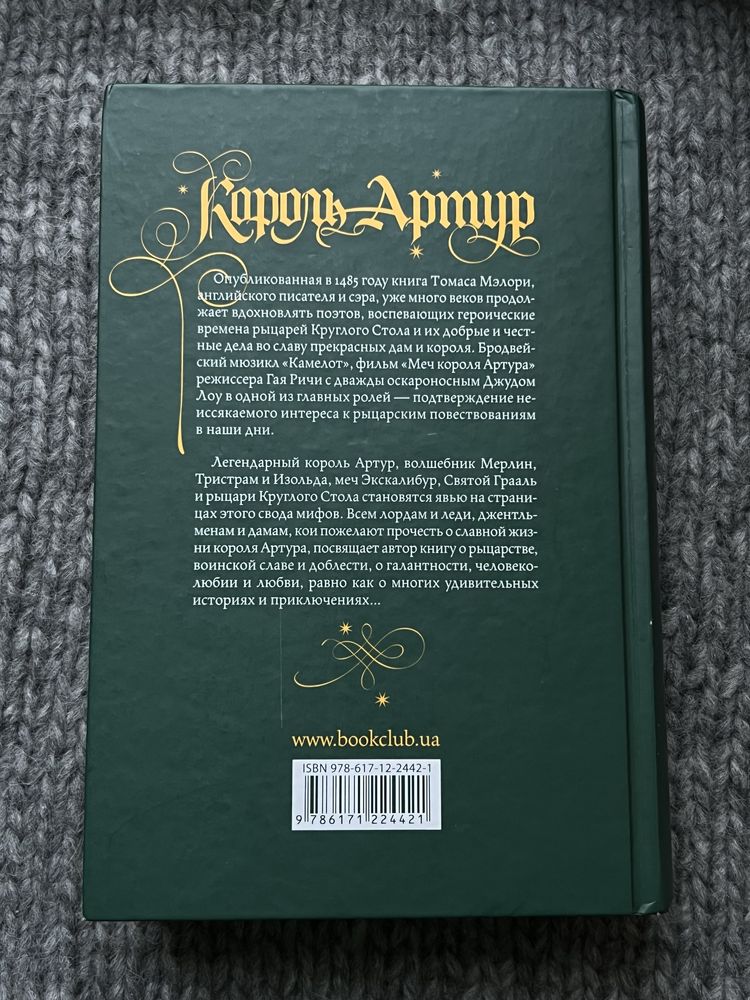 Король Артур
Опубликованная в 1485 году книга Томаса Мэлори,
английского писателя и сэра, уже много веков продол-
жает вдохновлять поэтов, воспевающих героические
времена рыцарей Круглого Стола и их добрые и чест-
ные дела во славу прекрасных дам и короля. Бродвей-
ский мюзикл «Камелот», фильм «Меч короля Артура»
режиссера Гая Ричи с дважды оскароносным Джудом
Лоу в одной из главных ролей — подтверждение не-
иссякаемого интереса к рыцарским повествованиям
в наши дни.
Легендарный король Артур, волшебник Мерлин,
Тристрам и Изольда, меч Экскалибур, Святой Грааль
и рыцари Круглого Стола становятся явью на страни-
цах этого свода мифов. Всем лордам и леди, джентль-
менам и дамам, кои пожелают прочесть о славной жиз-
ни короля Артура, посвящает автор книгу о рыцарстве,
воинской славе и доблести, о галантности, человеко-
любии и любви, равно как о многих удивительных
историях и приключениях...
www.bookclub.ua
ISBN 978-617-12-2442-1
9 786171 224421